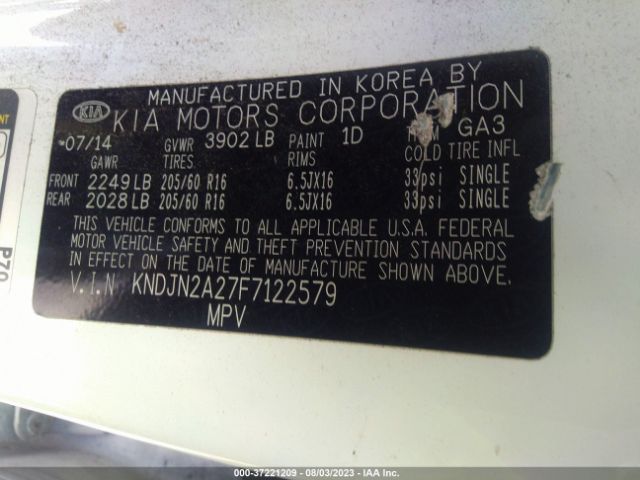 MANUFACTURED IN KOREA BY
KIA KIA MOTORS CORPORATION
07/14 GVWR 3902 LB PAINT 1D GA3
GAWR TIRES RIMS COLD TIRE INFL
FRONT 2249 LB 205/60 R16 6.5JX16 33psi SINGLE
REAR 2028 LB 205/60 R16 6.5JX16 33psi SINGLE
THIS VEHICLE CONFORMS TO ALL APPLICABLE U.S.A. FEDERAL
MOTOR VEHICLE SAFETY AND THEFT PREVENTION STANDARDS
IN EFFECT ON THE DATE OF MANUFACTURE SHOWN ABOVE.
V.I.N KNDJN2A27F7122579
MPV
000-37221209 - 08/03/2023 - IAA Inc.